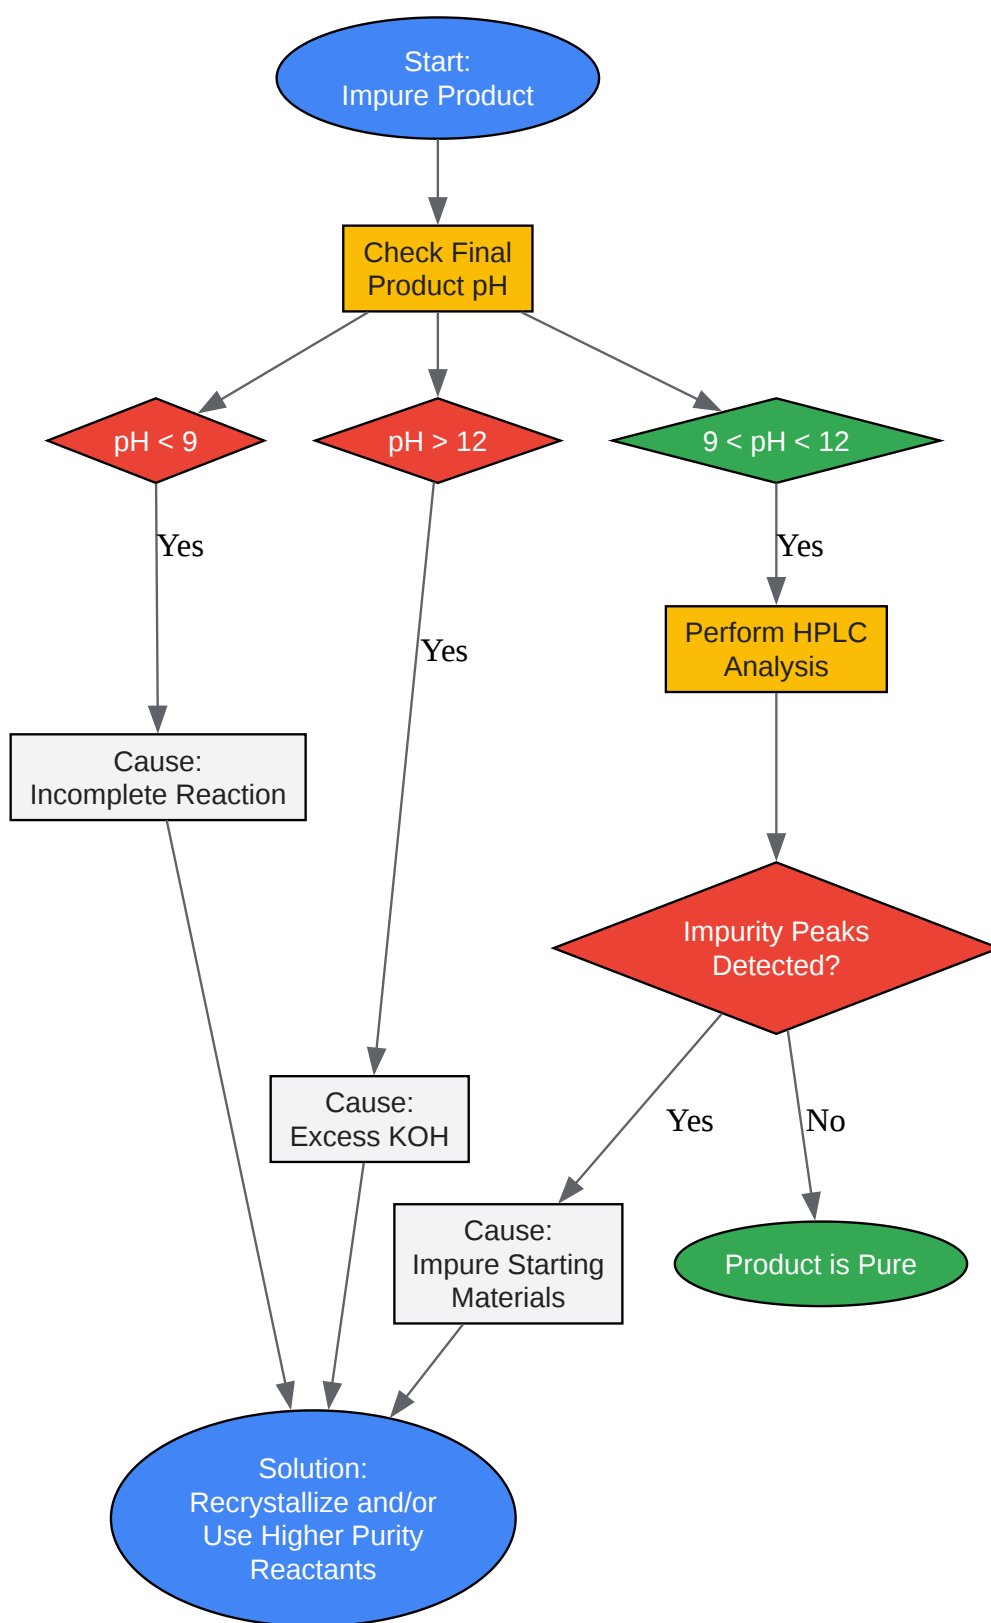 Start:
Impure Product
Check Final
Product pH
pH < 9
pH > 12
9 < pH < 12
Yes
Yes
Perform HPLC
Analysis
Yes
Cause:
Incomplete Reaction
Impurity Peaks
Detected?
Cause:
Excess KOH
Yes
No
Cause:
Impure Starting
Materials
Product is Pure
Solution:
Recrystallize and/or
Use Higher Purity
Reactants